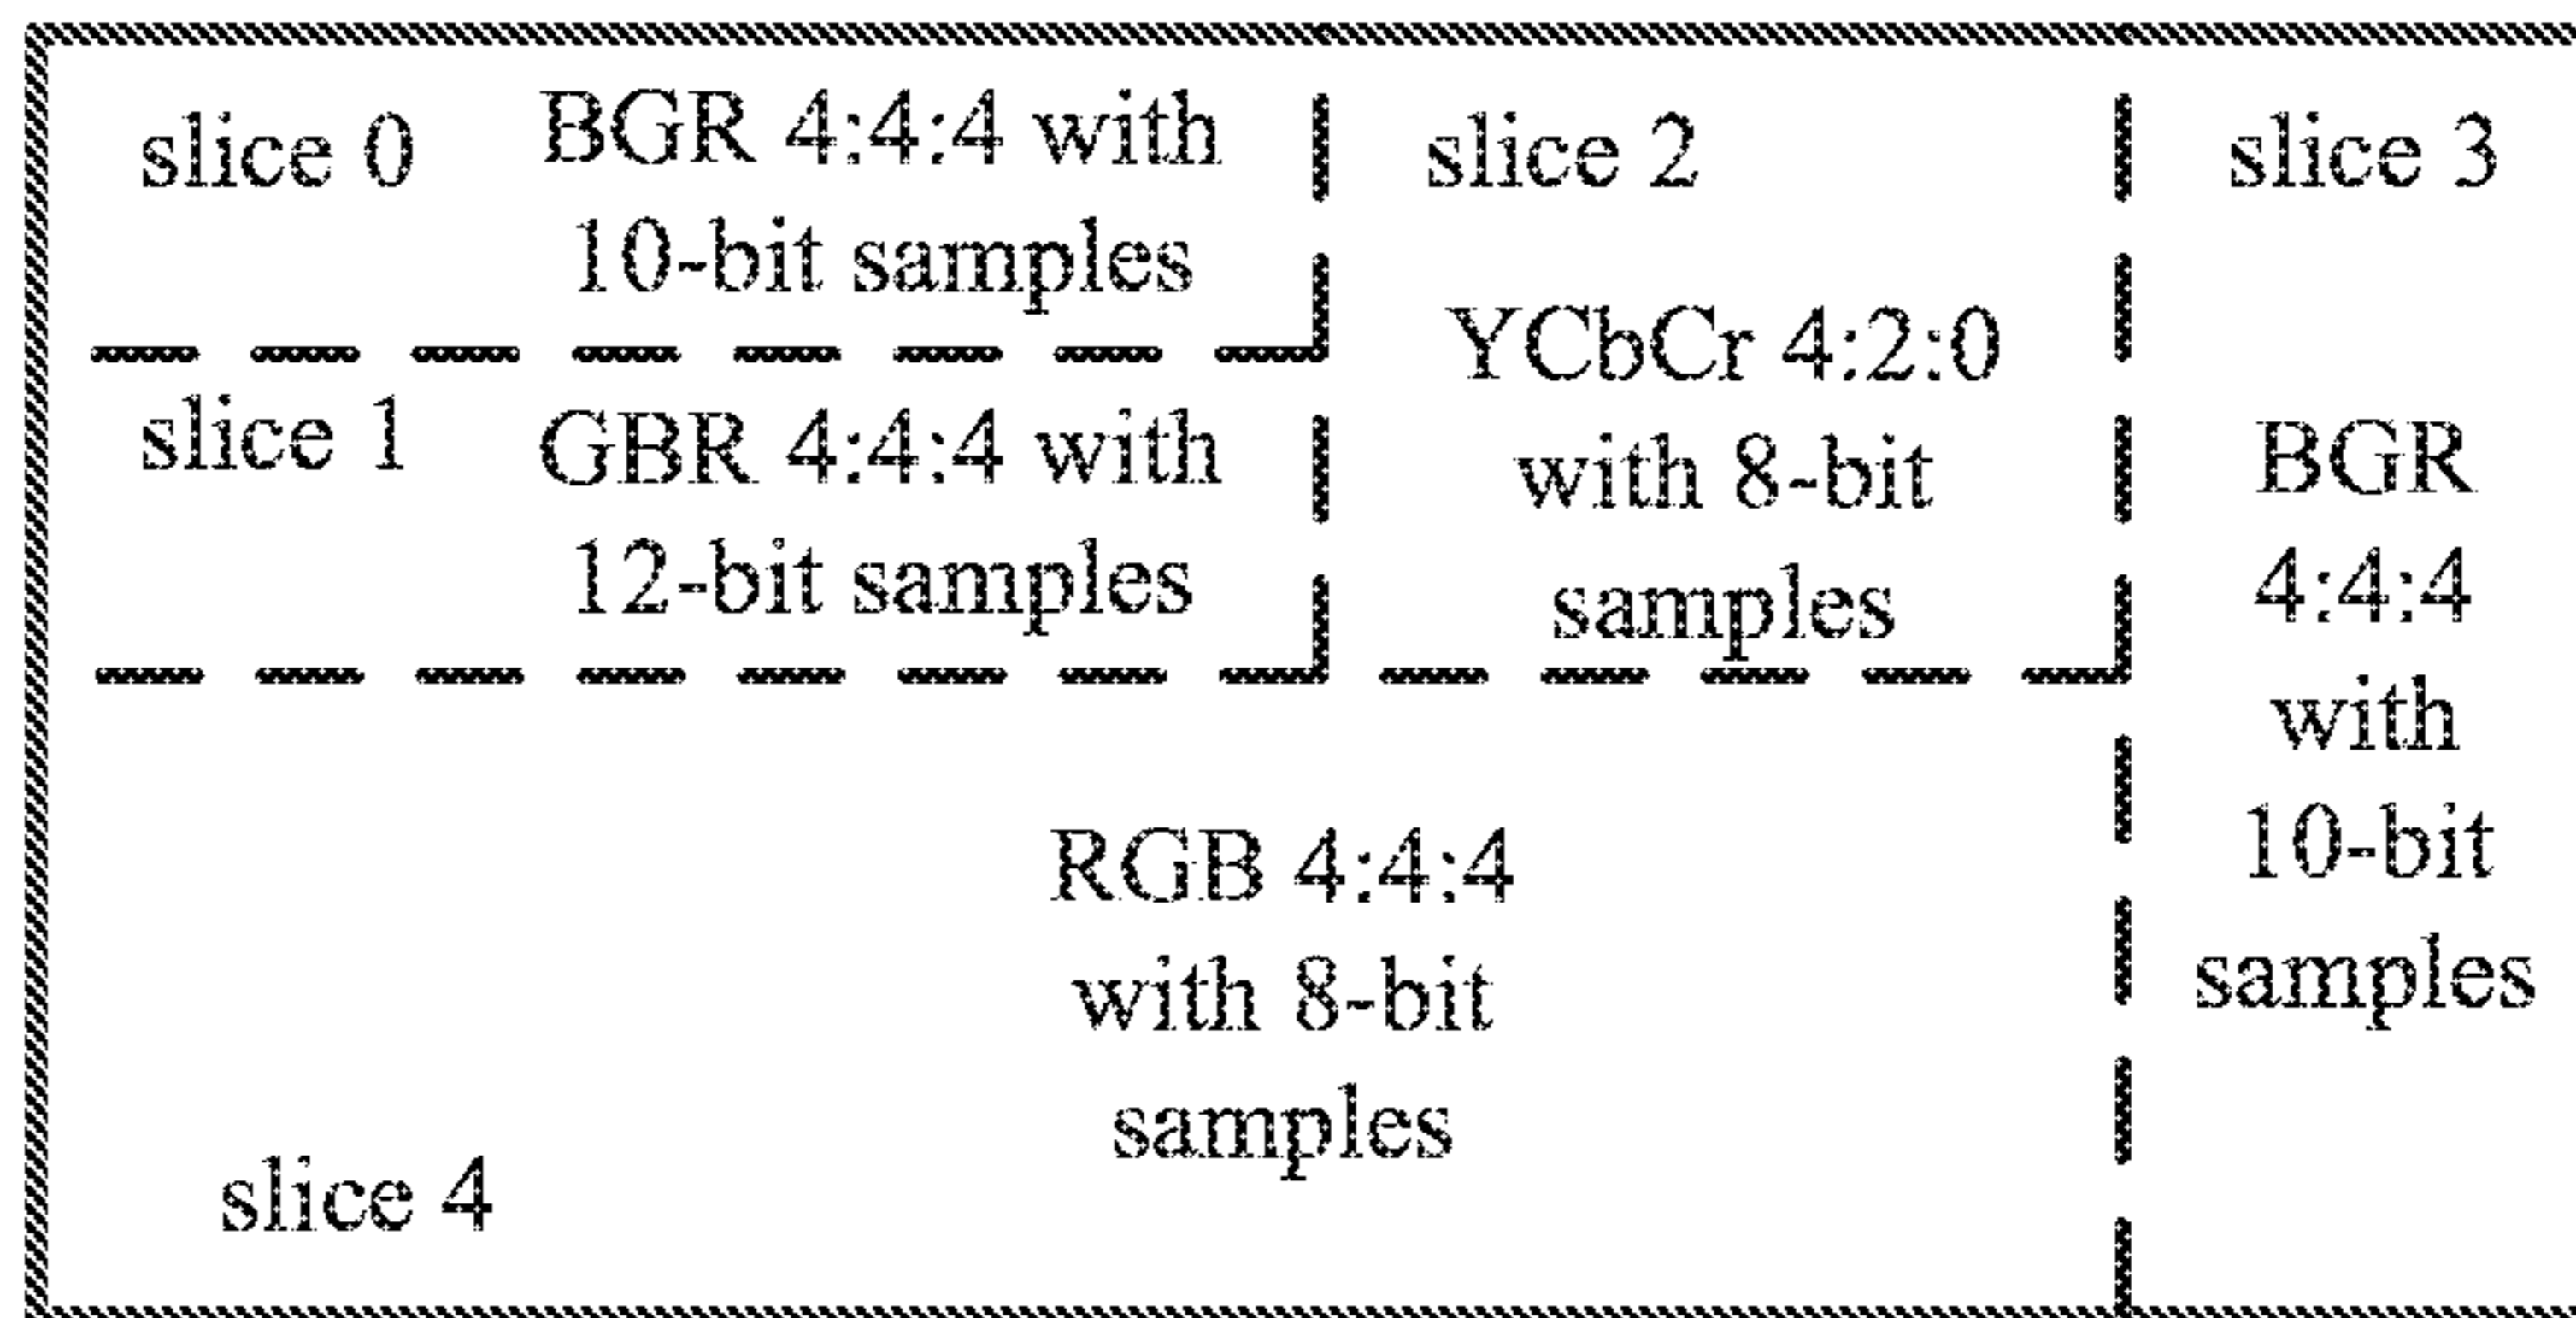 slice 0
BGR 4:4:4 with
10-bit samples
slice 1
GBR 4:4:4 with
12-bit samples
slice 2
YCbCr 4:2:0
with 8-bit
samples
slice 3
BGR
4:4:4
with
10-bit
samples
RGB 4:4:4
with 8-bit
samples
slice 4